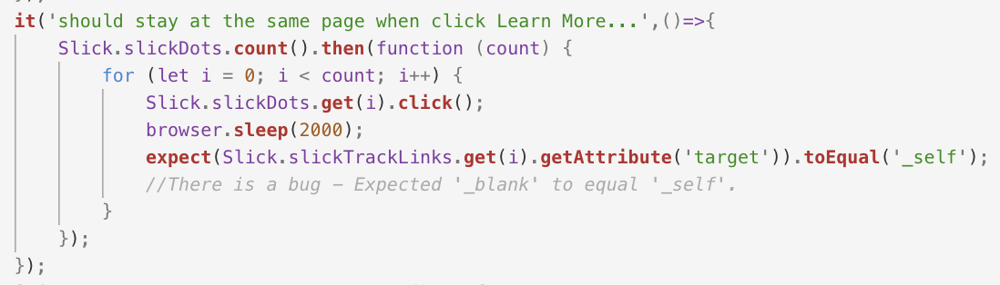 it('should stay at the same page when click Learn More...',()=>{
Slick.slickDots.count().then(function (count) {
for (let i = 0; i < count; i++) {
Slick.slickDots.get(i).click();
browser.sleep(2000);
expect(Slick.slickTrackLinks.get(i).getAttribute('target')).toEqual('_self');
//There is a bug – Expected '_blank' to equal '_self'.
}
});
});